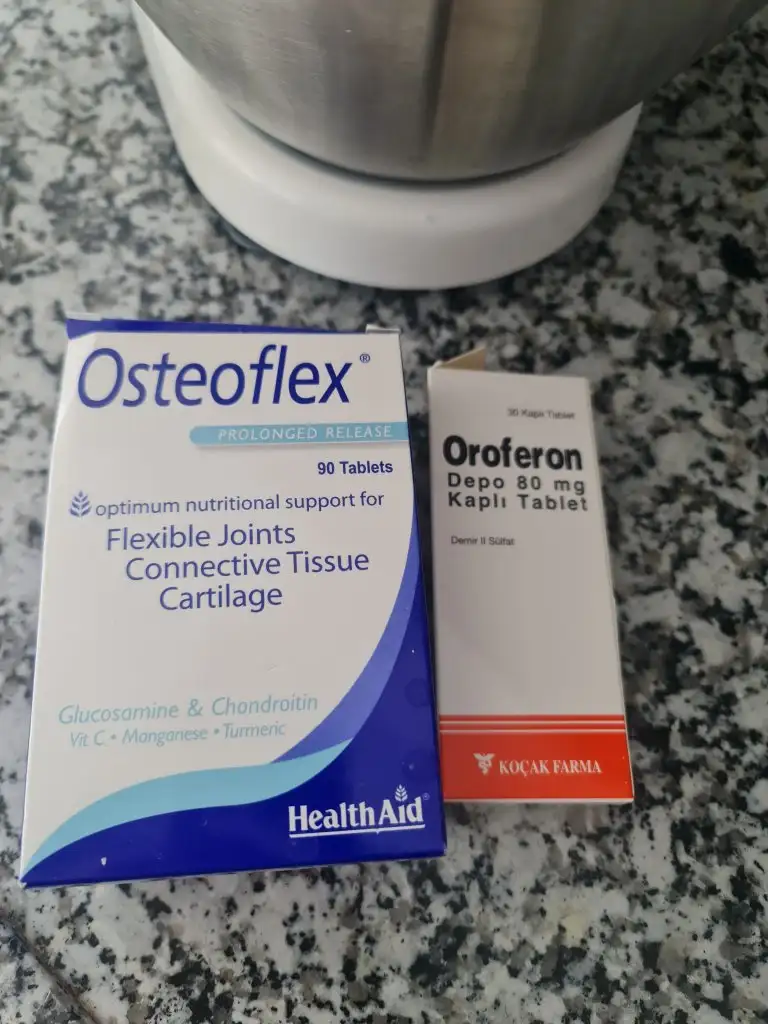 Osteoflex®
PROLONGED RELEASE
90 Tablets
optimum nutritional support for
Flexible Joints
Connective Tissue
Cartilage
Glucosamine & Chondroitin
Vit C • Manganese • Turmeric
HealthAid®
30 Kaplı Tablet
Oroferon
Depo 80 mg
Kaplı Tablet
Demir II Sülfat
KOÇAK FARMA